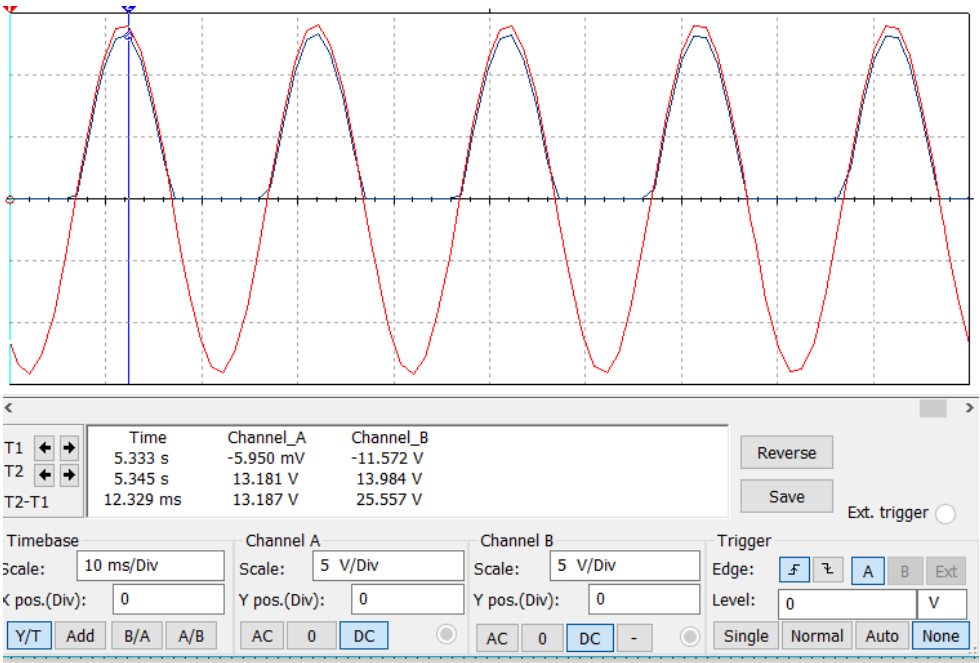 <
>
Time Channel_A Channel_B
T1 5.333 s -5.950 mV -11.572 V
T2 5.345 s 13.181 V 13.984 V
T2-T1 12.329 ms 13.187 V 25.557 V
Reverse
Save
Ext. trigger
Timebase
Scale: 10 ms/Div
X pos.(Div): 0
Y/T Add B/A A/B
Channel A
Scale: 5 V/Div
Y pos.(Div): 0
AC 0 DC
Channel B
Scale: 5 V/Div
Y pos.(Div): 0
AC 0 DC -
Trigger
Edge: A B Ext
Level: 0 V
Single Normal Auto None